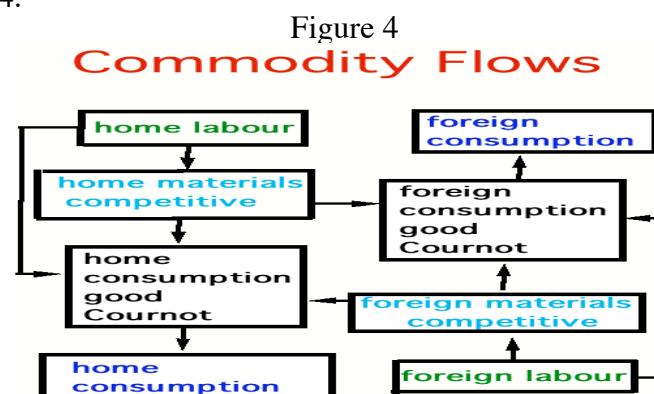 4.
Figure 4
Commodity Flows
home labour
home materials
competitive
home
consumption
good
Cournot
home
consumption
foreign
consumption
foreign
consumption
good
Cournot
foreign materials
competitive
foreign labour